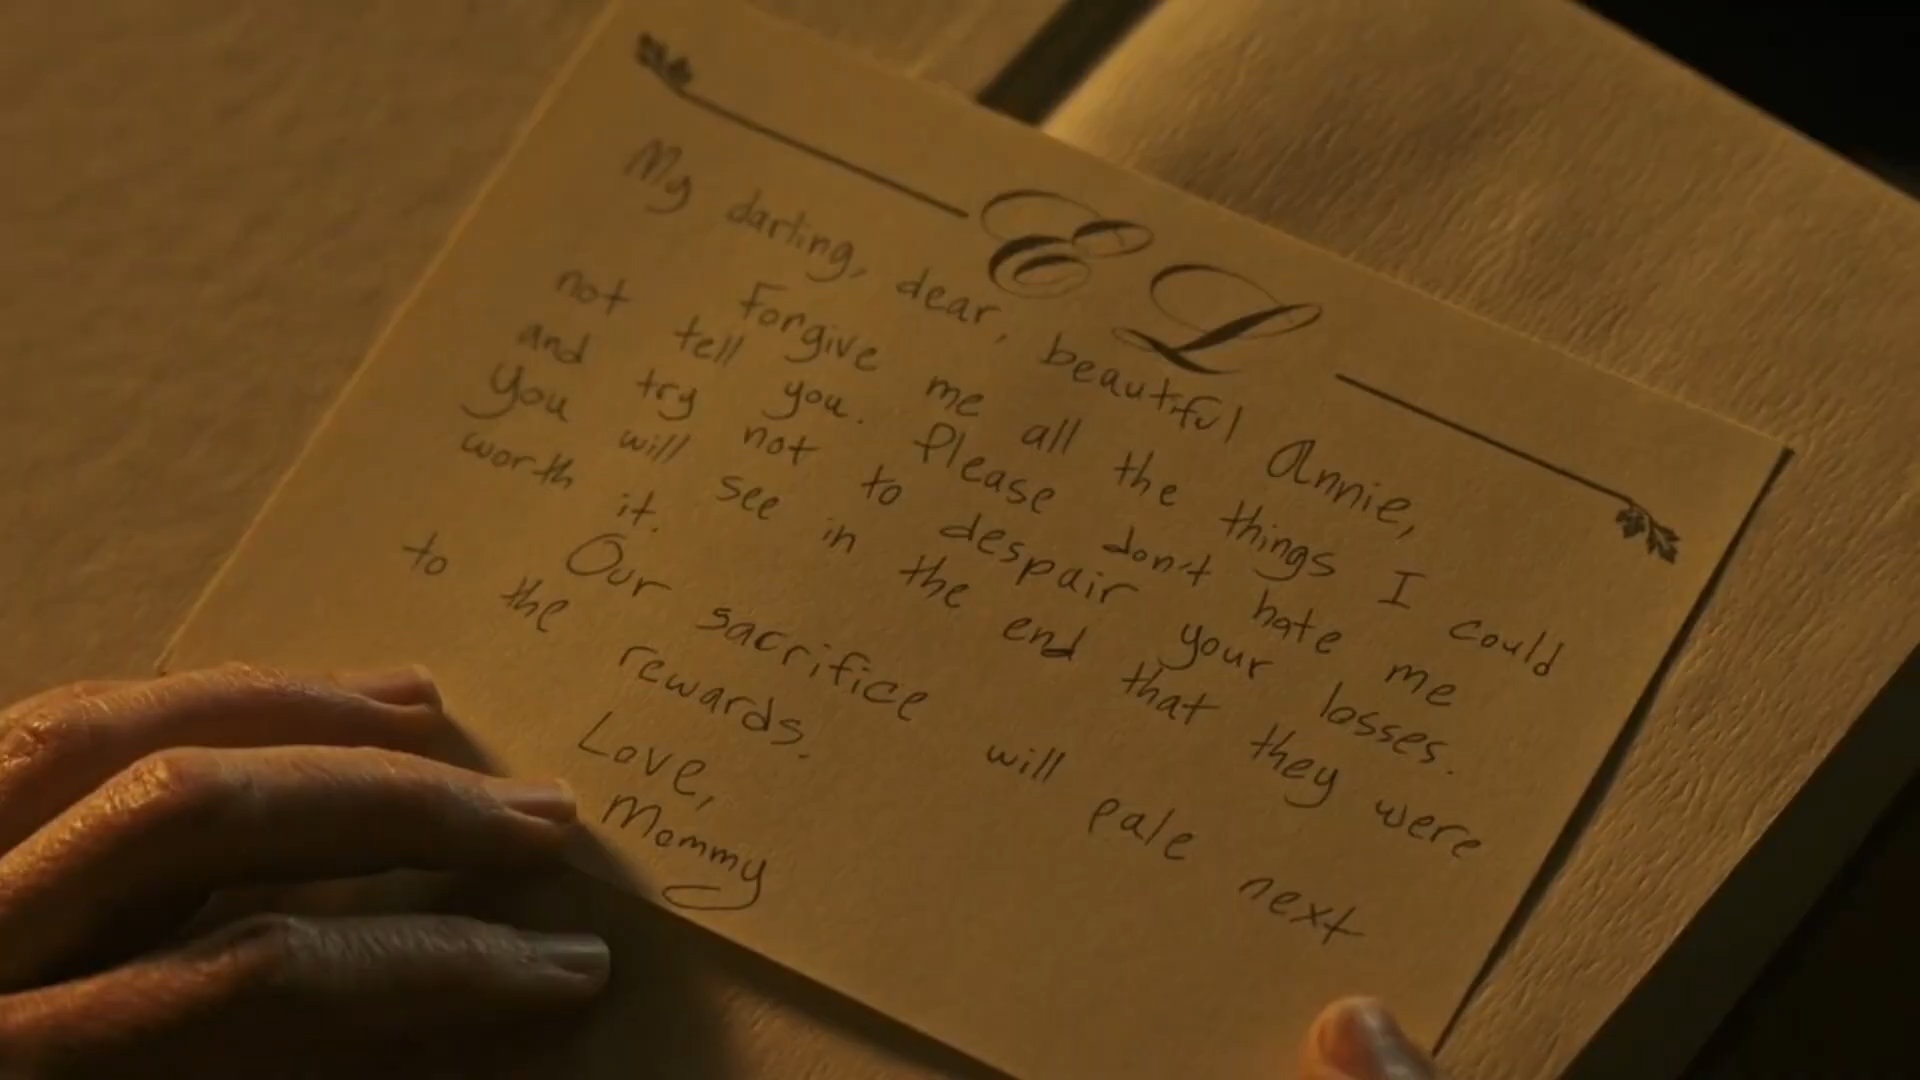 E L
My darling, dear, beautiful Annie,
Forgive me all the things I could
not tell you. Please don't hate me
and try not to despair your losses.
You will see in the end that they were
worth it.
Our sacrifice will pale next
to the rewards.
Love,
Mommy